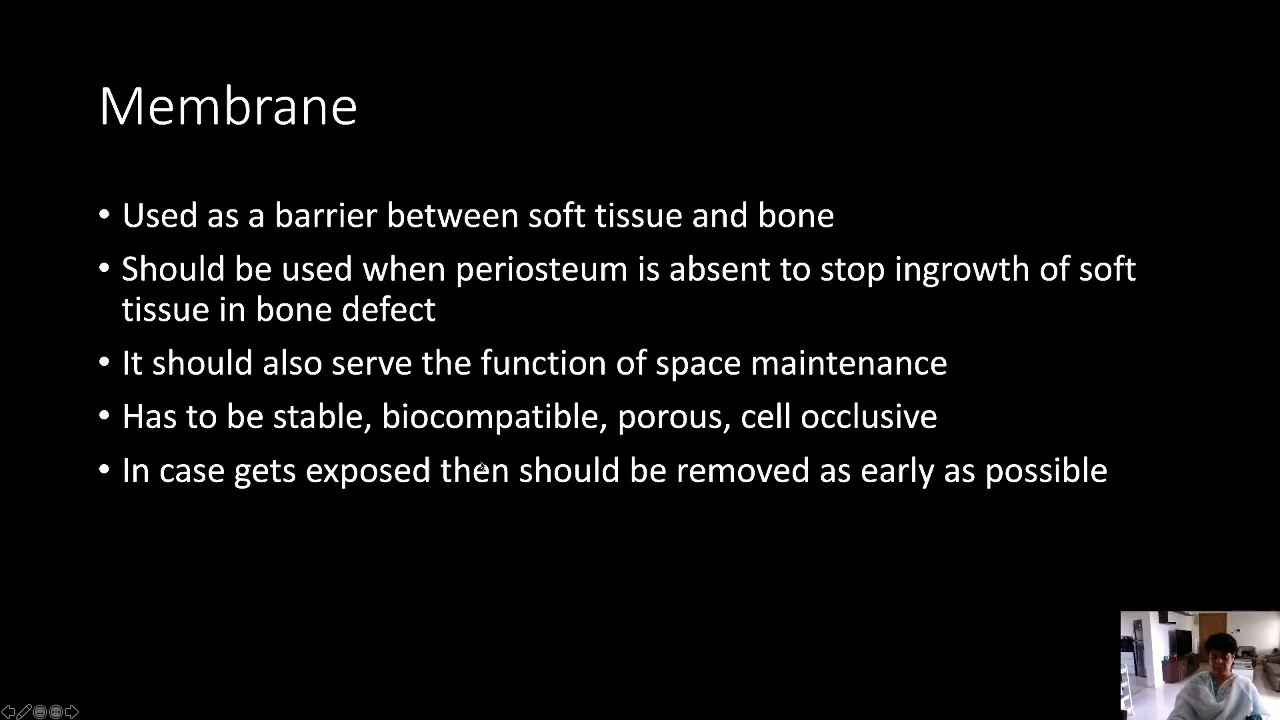 Membrane
• Used as a barrier between soft tissue and bone
• Should be used when periosteum is absent to stop ingrowth of soft
tissue in bone defect
• It should also serve the function of space maintenance
• Has to be stable, biocompatible, porous, cell occlusive
• In case gets exposed then should be removed as early as possible